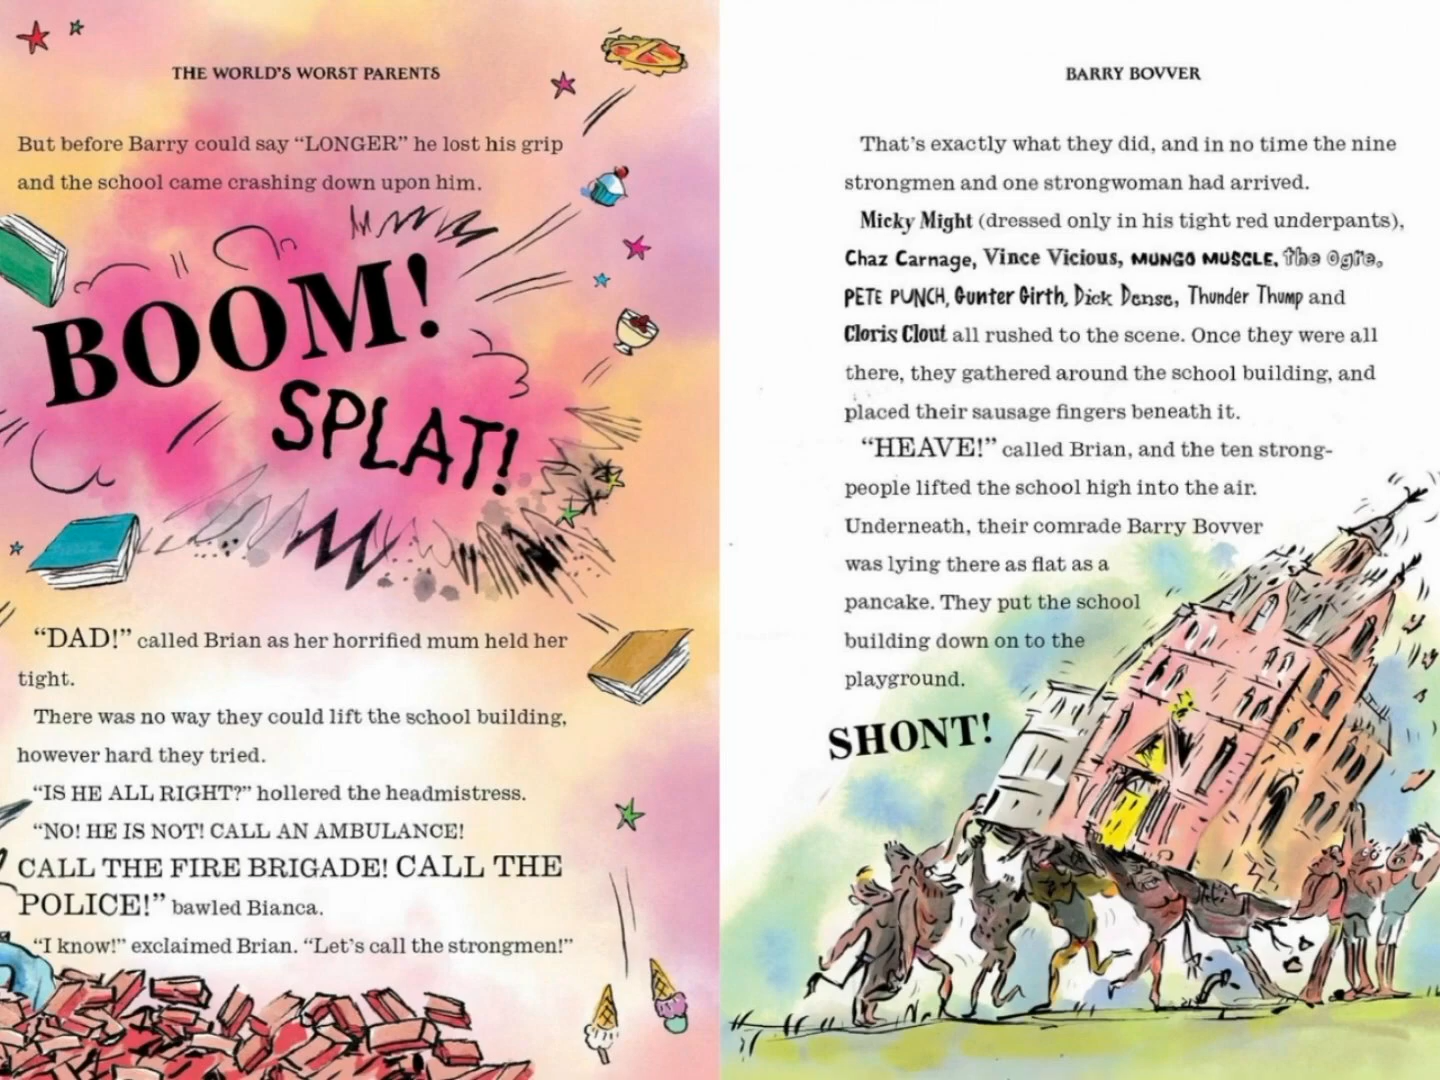 THE WORLD'S WORST PARENTS
But before Barry could say “LONGER” he lost his grip
and the school came crashing down upon him.
BOOM!
SPLAT!
“DAD!” called Brian as her horrified mum held her
tight.
There was no way they could lift the school building,
however hard they tried.
“IS HE ALL RIGHT?” hollered the headmistress.
“NO! HE IS NOT! CALL AN AMBULANCE!
CALL THE FIRE BRIGADE! CALL THE
POLICE!” bawled Bianca.
“I know!” exclaimed Brian. “Let’s call the strongmen!”
BARRY BOVVER
That’s exactly what they did, and in no time the nine
strongmen and one strongwoman had arrived.
Micky Might (dressed only in his tight red underpants),
Chaz Carnage, Vince Vicious, MUNGO MUSCLE, the Ogre,
PETE PUNCH, Gunter Girth, Dick Dense, Thunder Thump and
Cloris Clout all rushed to the scene. Once they were all
there, they gathered around the school building, and
placed their sausage fingers beneath it.
“HEAVE!” called Brian, and the ten strong-
people lifted the school high into the air.
Underneath, their comrade Barry Bovver
was lying there as flat as a
pancake. They put the school
building down on to the
playground.
SHONT!